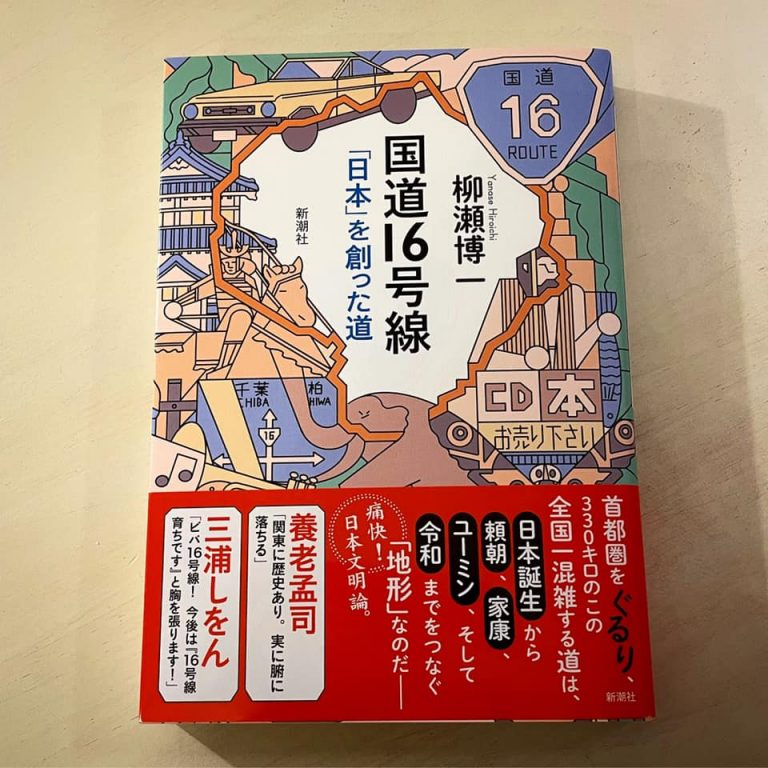 国道
16
ROUTE
柳瀬博一
Yanase Hiroichi
国道16号線
「日本」を創った道
新潮社
千葉
CHIBA
柏
HIWA
16
CD 本
お売り下さい
首都圏をぐるり、
330キロのこの
全国一混雑する道は、
日本誕生から
頼朝、家康、
ユーミン、そして
令和までをつなぐ
「地形」なのだ——
痛快！
日本文明論。
新潮社
養老孟司
「関東に歴史あり。実に腑に
落ちる」
三浦しをん
「ビバ16号線！ 今後は『16号線
育ちです』と胸を張ります！」